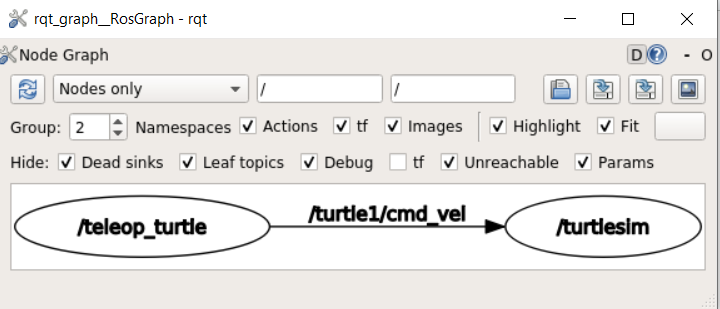 rqt_graph__RosGraph - rqt
Node Graph D ? - O
Nodes only / /
Group: 2 Namespaces Actions tf Images Highlight Fit
Hide: Dead sinks Leaf topics Debug tf Unreachable Params
/teleop_turtle /turtle1/cmd_vel /turtlesim